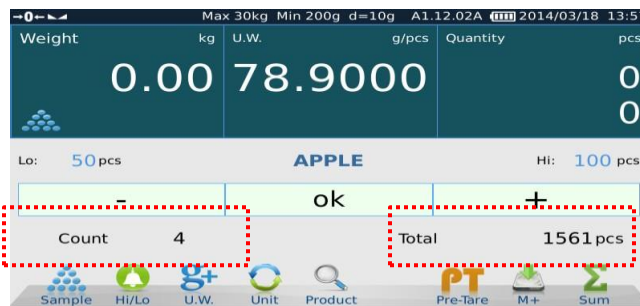 →0← Max 30kg Min 200g d=10g A1.12.02A 2014/03/18 13:5
Weight kg U.W. g/pcs Quantity pcs
0.00 78.9000 0
0
Lo: 50 pcs APPLE Hi: 100 pcs
- ok +
Count 4 Total 1561 pcs
g+ PT Σ
Sample Hi/Lo U.W. Unit Product Pre-Tare M+ Sum